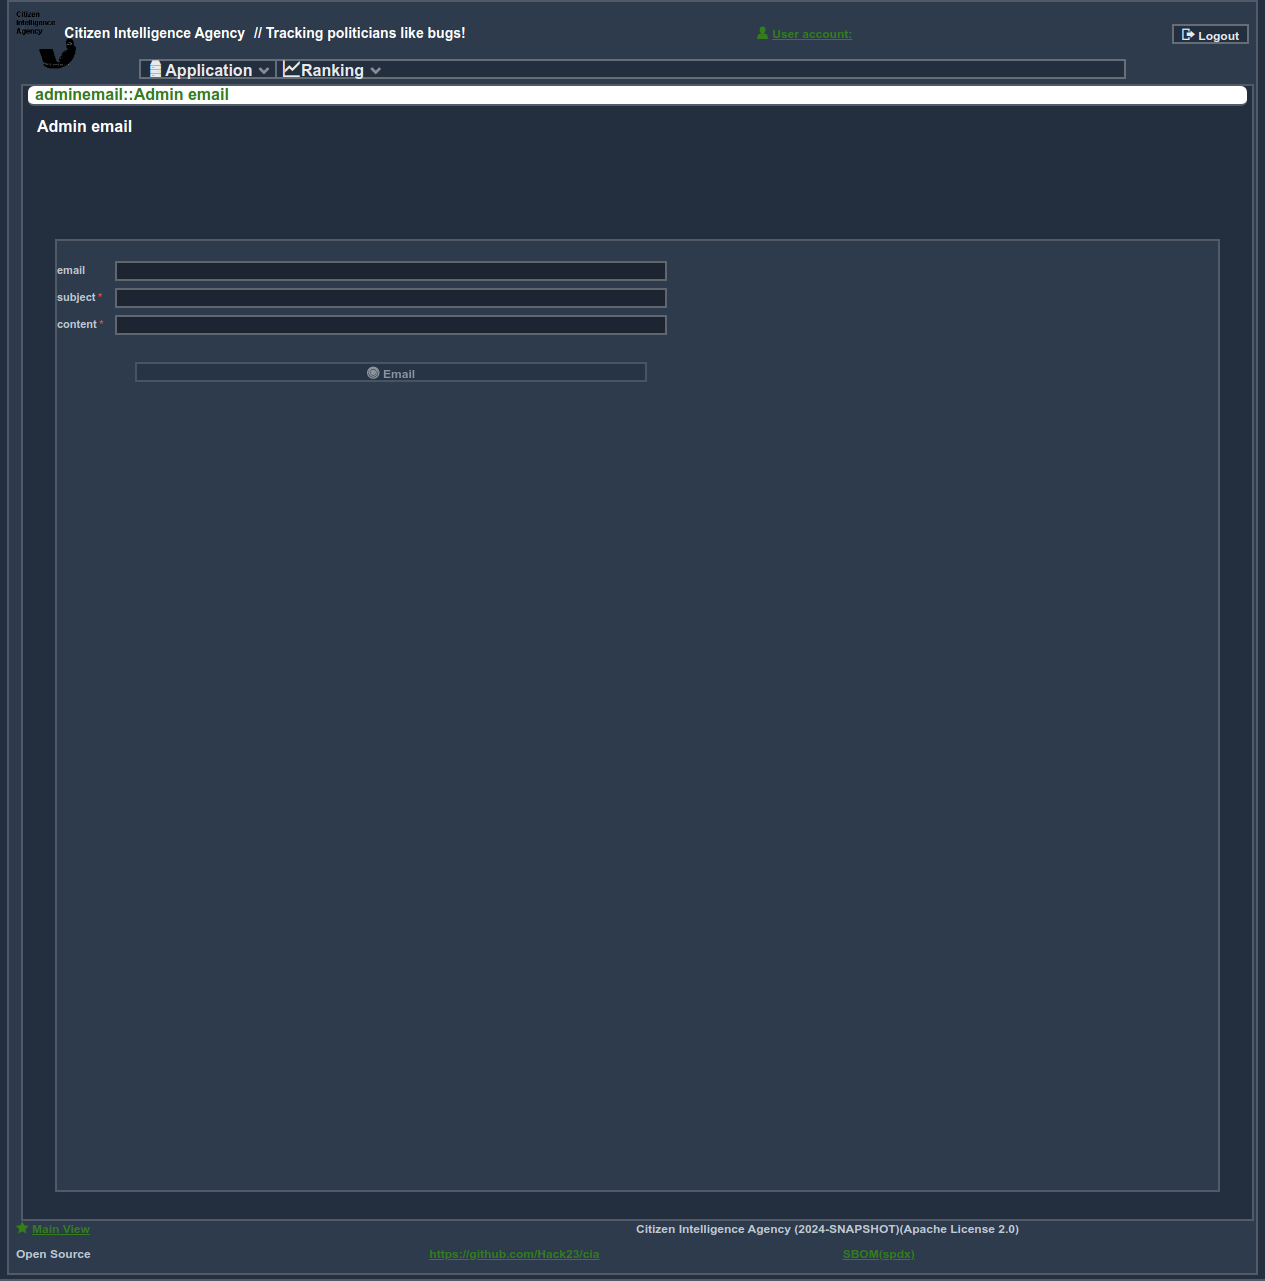 Citizen
Intelligence
Agency
Citizen Intelligence Agency // Tracking politicians like bugs!
User account:
Logout
Application
Ranking
adminemail::Admin email
Admin email
email
subject *
content *
Email
Main View
Citizen Intelligence Agency (2024-SNAPSHOT)(Apache License 2.0)
Open Source
https://github.com/Hack23/cia
SBOM(spdx)